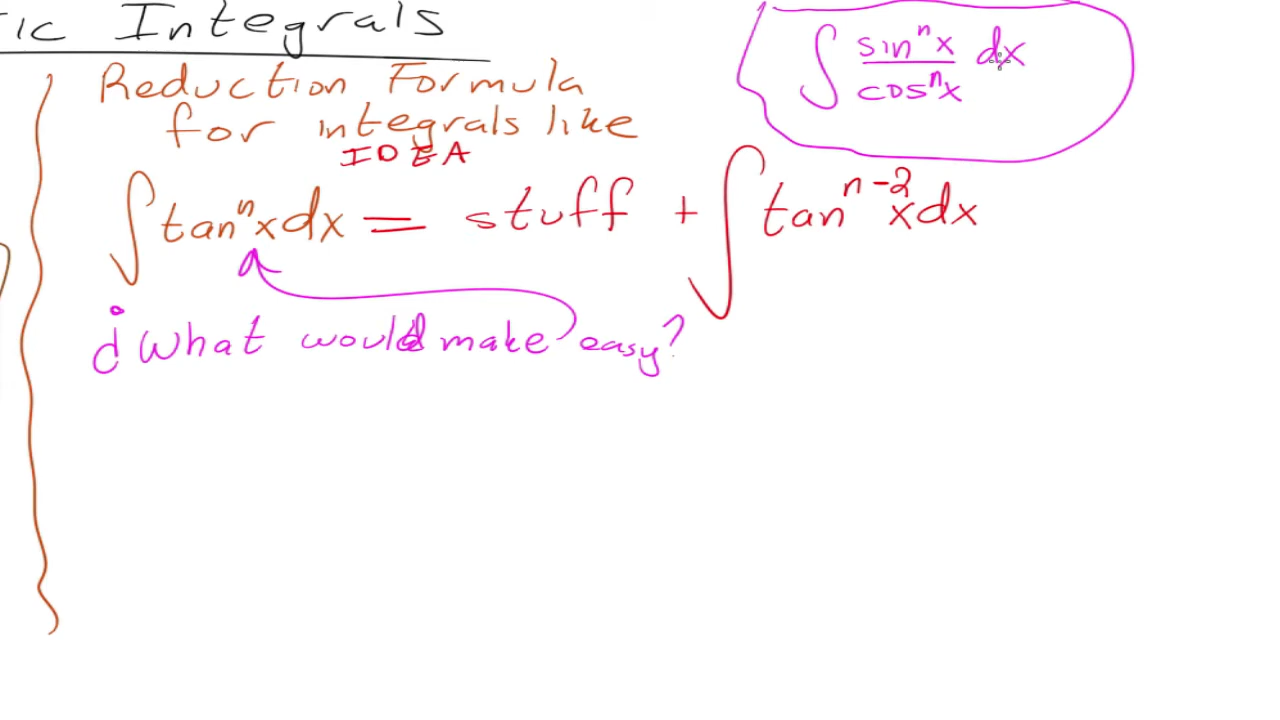 ic Integrals
∫ sinⁿx / cosⁿx dx
Reduction Formula
for integrals like
IDEA
∫ tanⁿx dx = stuff + ∫ tanⁿ⁻²x dx
¿What would make easy?